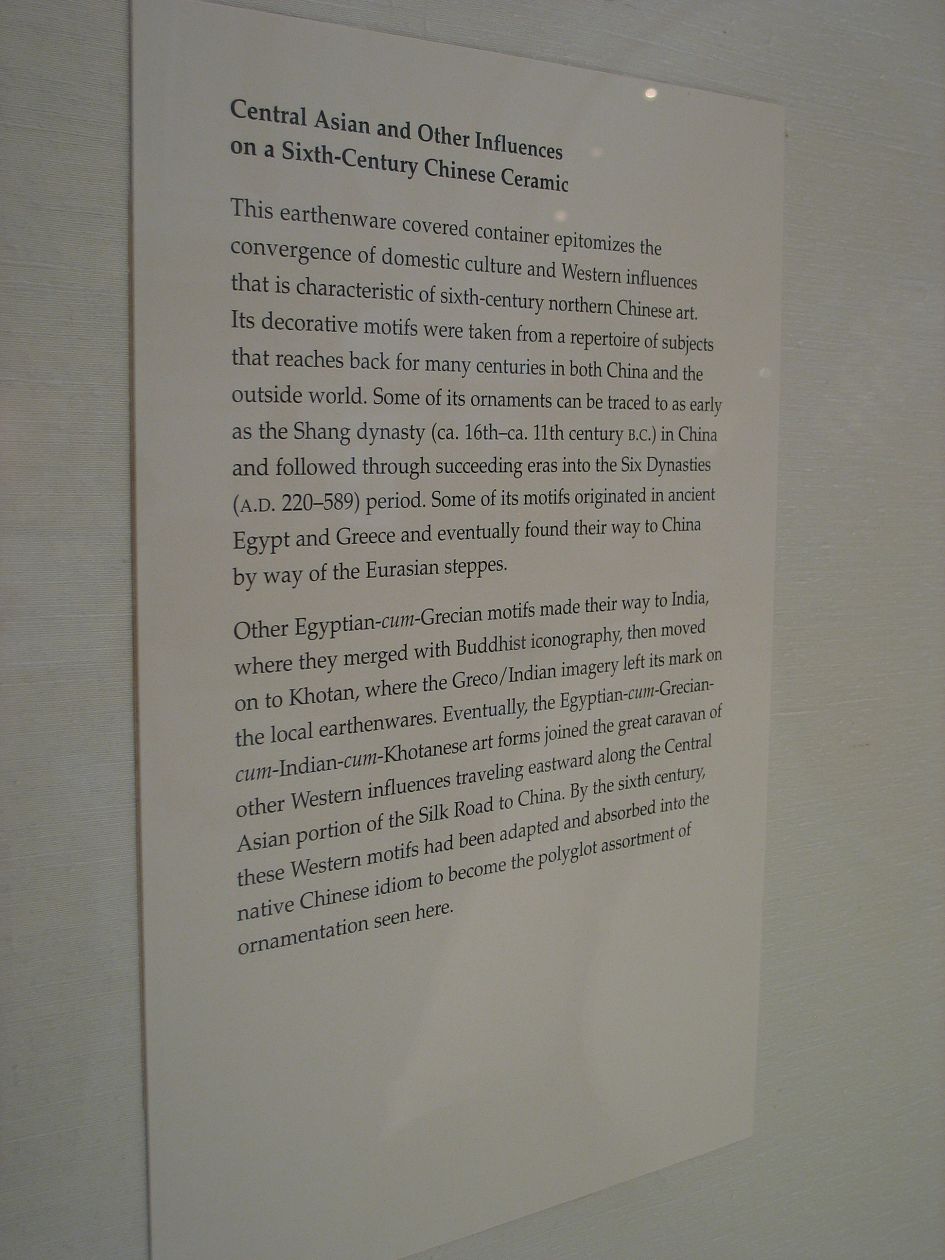 Central Asian and Other Influences
on a Sixth-Century Chinese Ceramic
This earthenware covered container epitomizes the
convergence of domestic culture and Western influences
that is characteristic of sixth-century northern Chinese art.
Its decorative motifs were taken from a repertoire of subjects
that reaches back for many centuries in both China and the
outside world. Some of its ornaments can be traced to as early
as the Shang dynasty (ca. 16th–ca. 11th century B.C.) in China
and followed through succeeding eras into the Six Dynasties
(A.D. 220–589) period. Some of its motifs originated in ancient
Egypt and Greece and eventually found their way to China
by way of the Eurasian steppes.
Other Egyptian-cum-Grecian motifs made their way to India,
where they merged with Buddhist iconography, then moved
on to Khotan, where the Greco/Indian imagery left its mark on
the local earthenwares. Eventually, the Egyptian-cum-Grecian-
cum-Indian-cum-Khotanese art forms joined the great caravan of
other Western influences traveling eastward along the Central
Asian portion of the Silk Road to China. By the sixth century,
these Western motifs had been adapted and absorbed into the
native Chinese idiom to become the polyglot assortment of
ornamentation seen here.